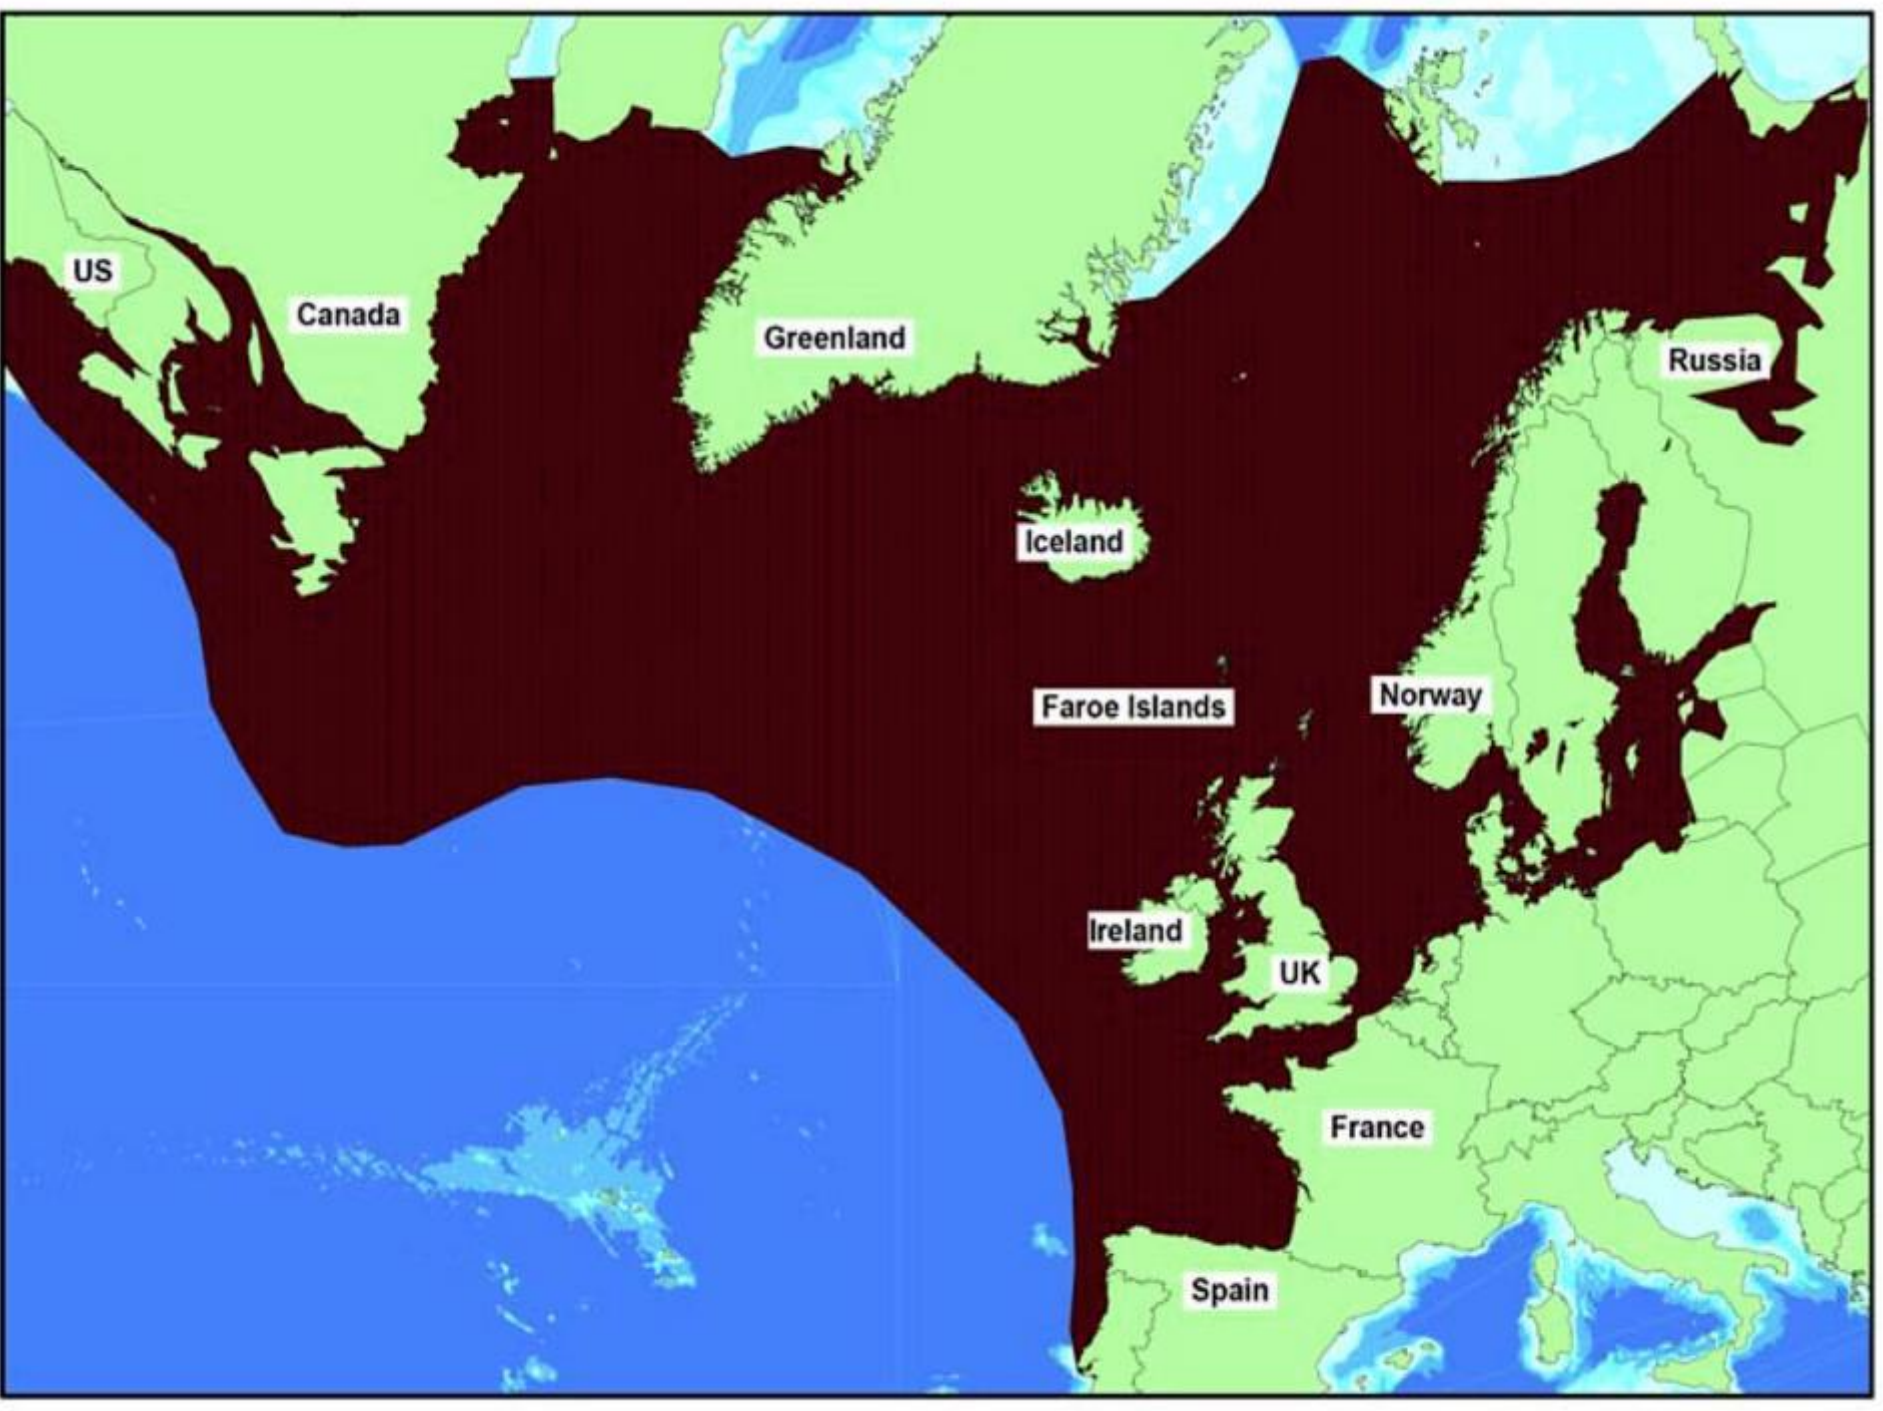 US
Canada
Greenland
Russia
Iceland
Faroe Islands
Norway
Ireland
UK
France
Spain